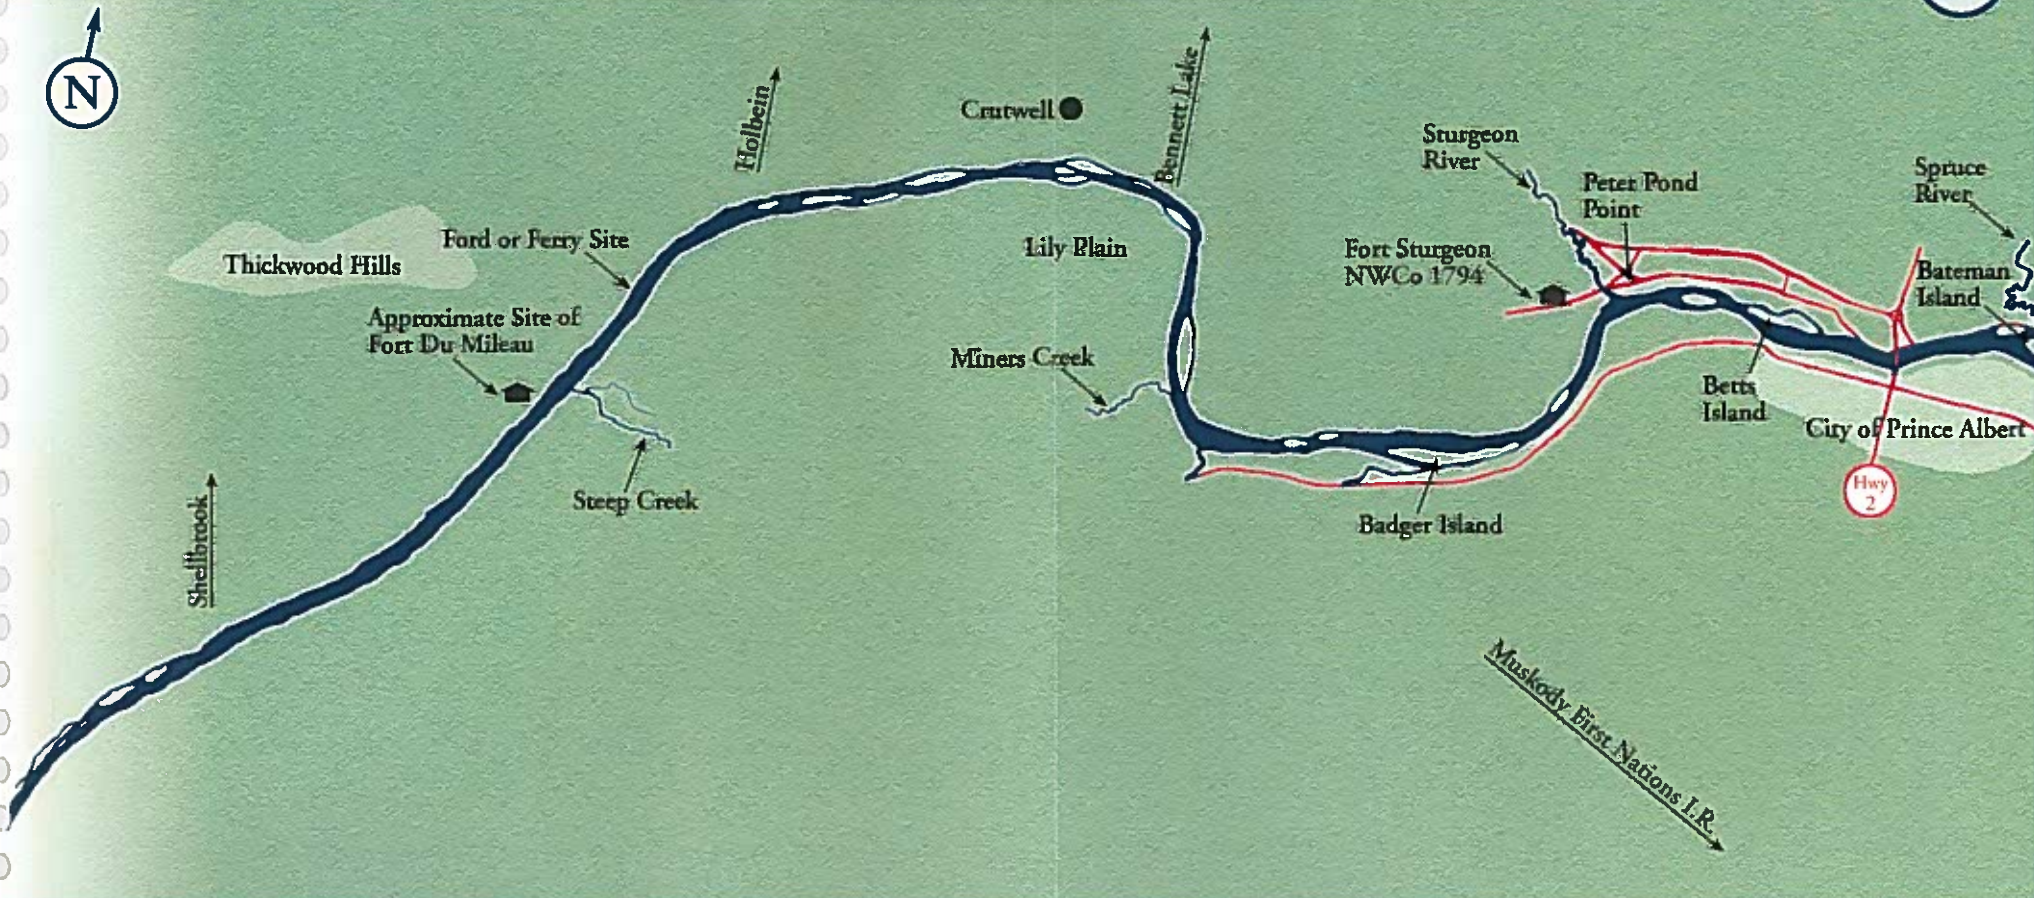 N
Holbein
Crutwell
Bennett Lake
Sturgeon
River
Peter Pond
Point
Spruce
River
Thickwood Hills
Ford or Ferry Site
Lily Plain
Fort Sturgeon
NWCo 1794
Bateman
Island
Approximate Site of
Fort Du Mileau
Miners Creek
Betts
Island
City of Prince Albert
Steep Creek
Shellbrook
Badger Island
Hwy
2
Muskody First Nations I.R.